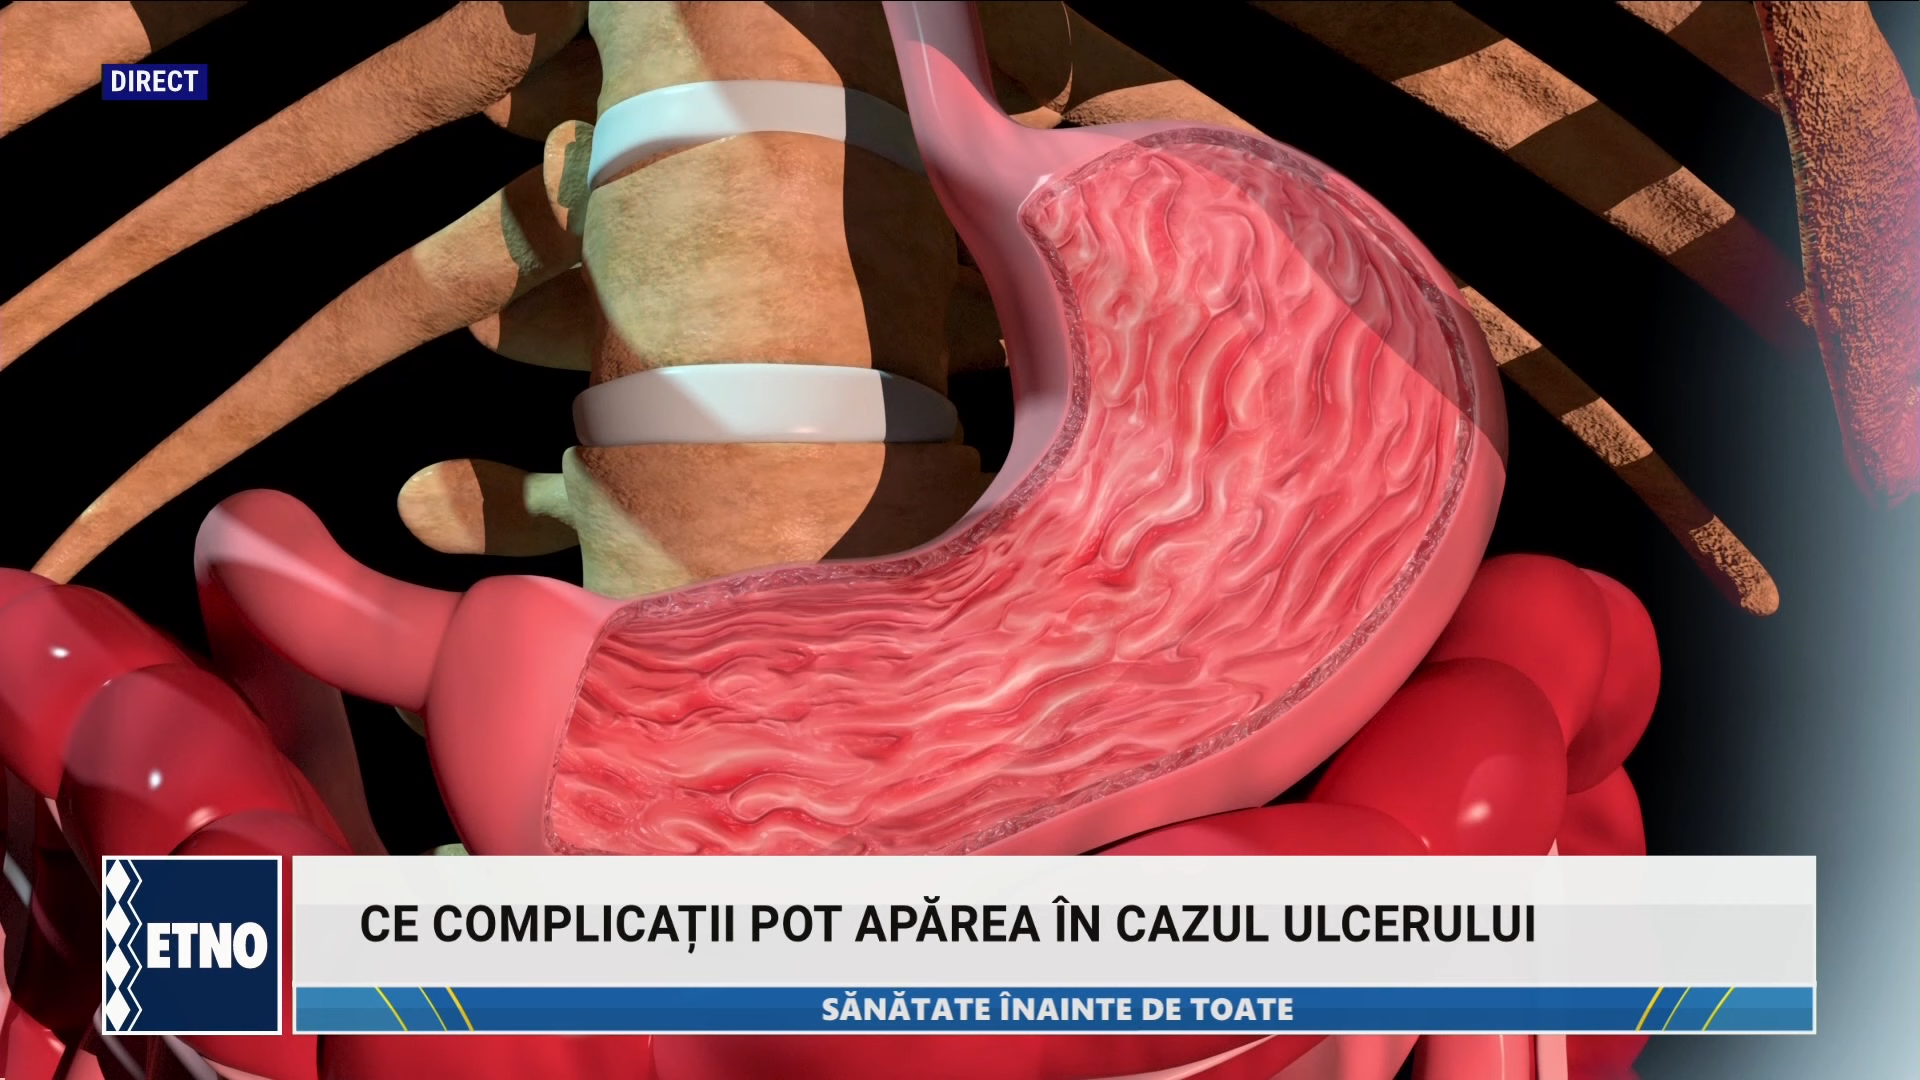 DIRECT
CE COMPLICAȚII POT APĂREA ÎN CAZUL ULCERULUI
ETNO
SĂNĂTATE ÎNAINTE DE TOATE